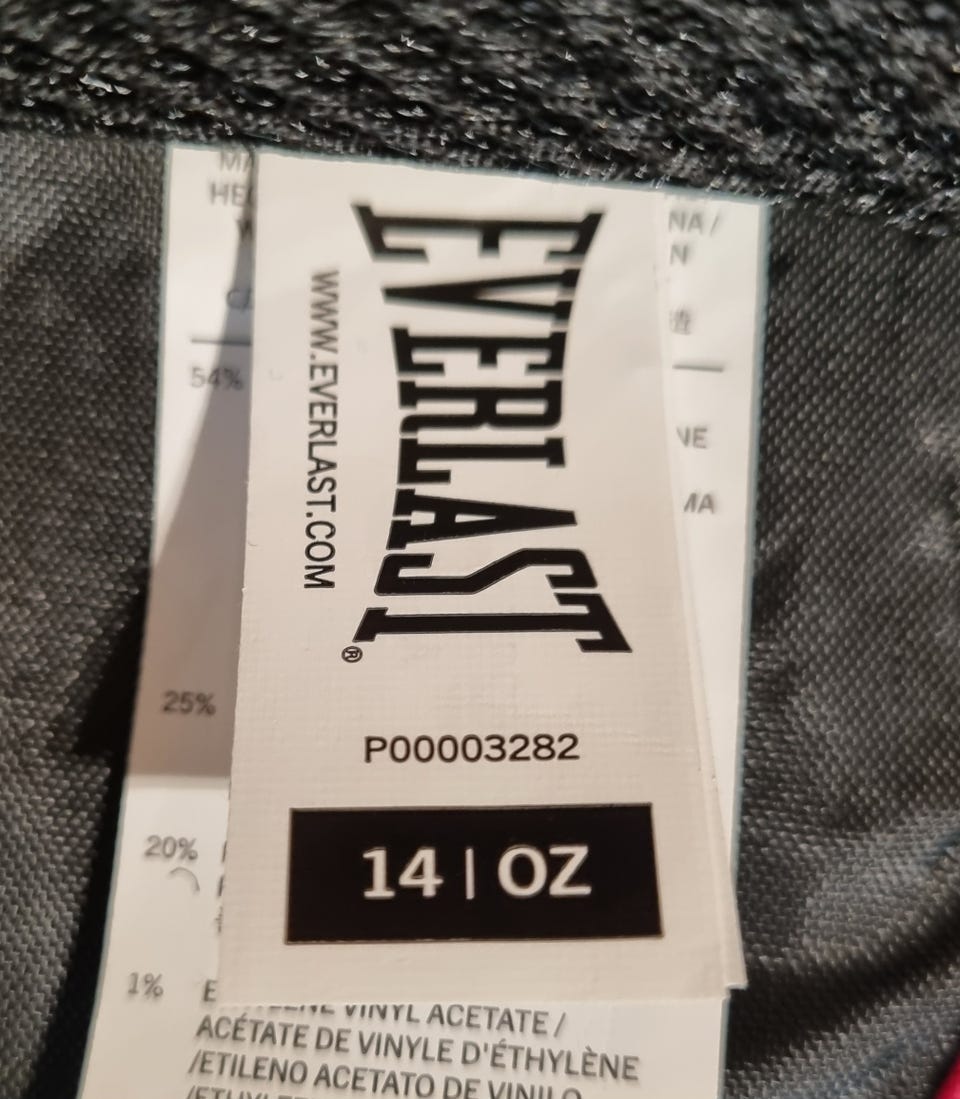 EVERLAST®
WWW.EVERLAST.COM
P00003282
14 | OZ
54%
25%
20%
1%
VINYL ACETATE /
ACÉTATE DE VINYLE D'ÉTHYLÈNE
/ETILENO ACETATO DE VINILO